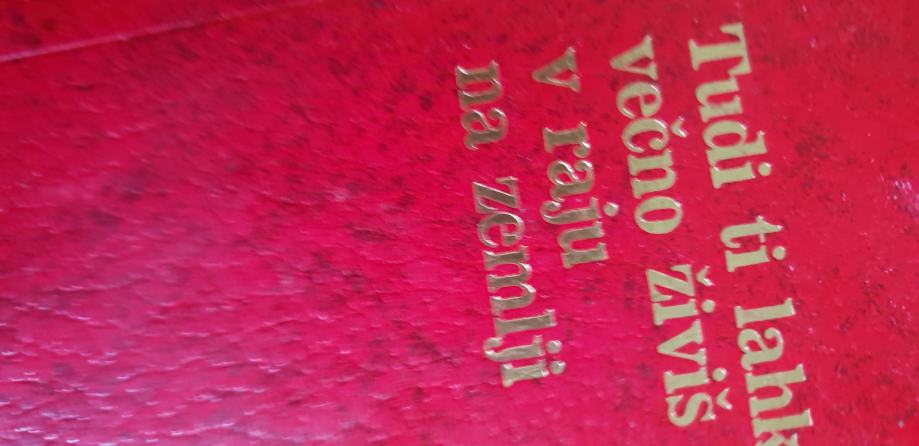 Tudi ti lahk
večno živiš
v raju
na zemlji